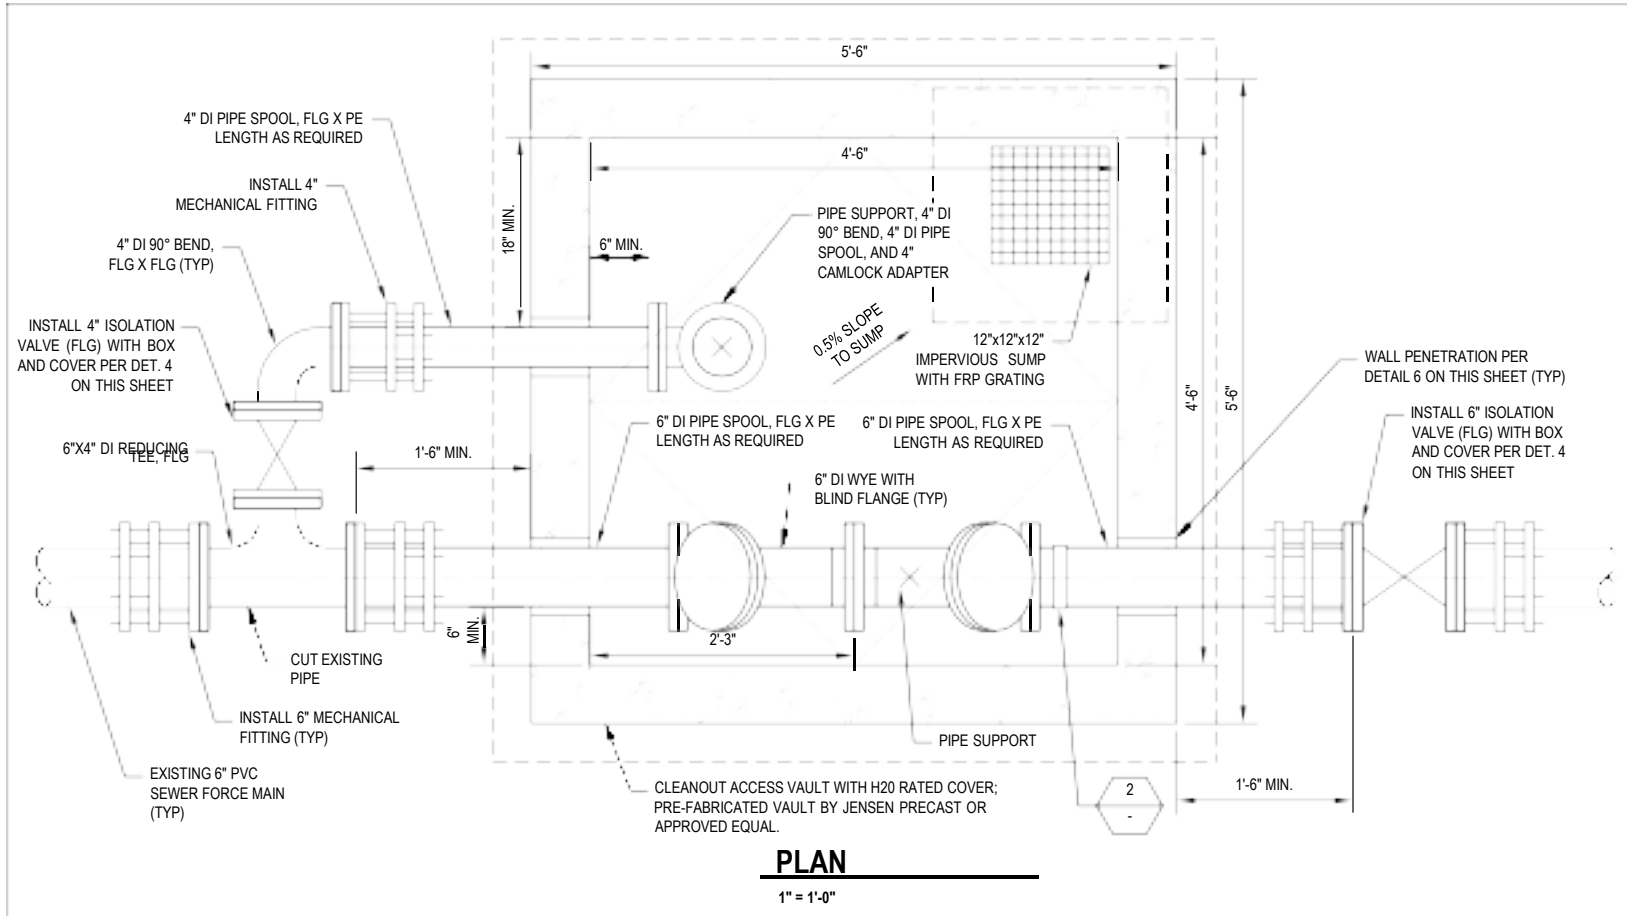 5'-6"
4" DI PIPE SPOOL, FLG X PE
LENGTH AS REQUIRED
4'-6"
INSTALL 4"
MECHANICAL FITTING
18" MIN.
6" MIN.
PIPE SUPPORT, 4" DI
90° BEND, 4" DI PIPE
SPOOL, AND 4"
CAMLOCK ADAPTER
4" DI 90° BEND,
FLG X FLG (TYP)
INSTALL 4" ISOLATION
VALVE (FLG) WITH BOX
AND COVER PER DET. 4
ON THIS SHEET
0.5% SLOPE
TO SUMP
12"x12"x12"
IMPERVIOUS SUMP
WITH FRP GRATING
WALL PENETRATION PER
DETAIL 6 ON THIS SHEET (TYP)
4'-6"
5'-6"
6"X4" DI REDUCING
TEE, FLG
1'-6" MIN.
6" DI PIPE SPOOL, FLG X PE
LENGTH AS REQUIRED
6" DI PIPE SPOOL, FLG X PE
LENGTH AS REQUIRED
INSTALL 6" ISOLATION
VALVE (FLG) WITH BOX
AND COVER PER DET. 4
ON THIS SHEET
6" DI WYE WITH
BLIND FLANGE (TYP)
6"
MIN.
2'-3"
CUT EXISTING
PIPE
INSTALL 6" MECHANICAL
FITTING (TYP)
PIPE SUPPORT
EXISTING 6" PVC
SEWER FORCE MAIN
(TYP)
CLEANOUT ACCESS VAULT WITH H20 RATED COVER;
PRE-FABRICATED VAULT BY JENSEN PRECAST OR
APPROVED EQUAL.
2
-
1'-6" MIN.
PLAN
1" = 1'-0"